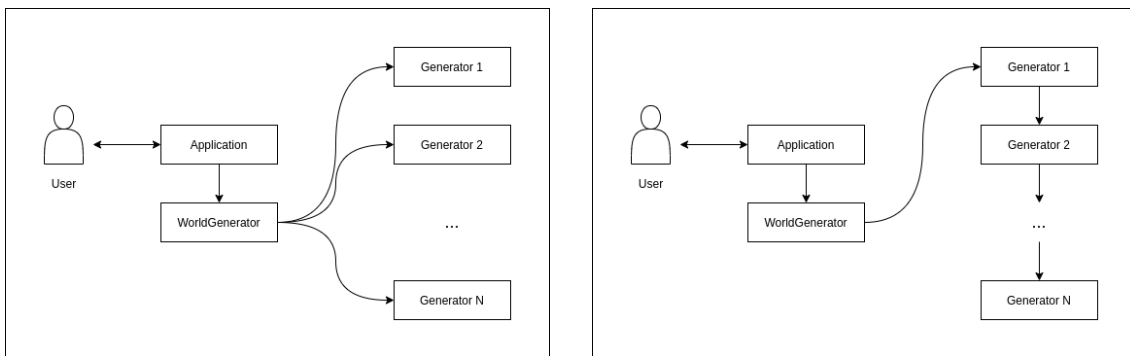 Generator 1
Application
Generator 2
User
WorldGenerator
...
Generator N
Generator 1
Application
Generator 2
User
WorldGenerator
...
Generator N